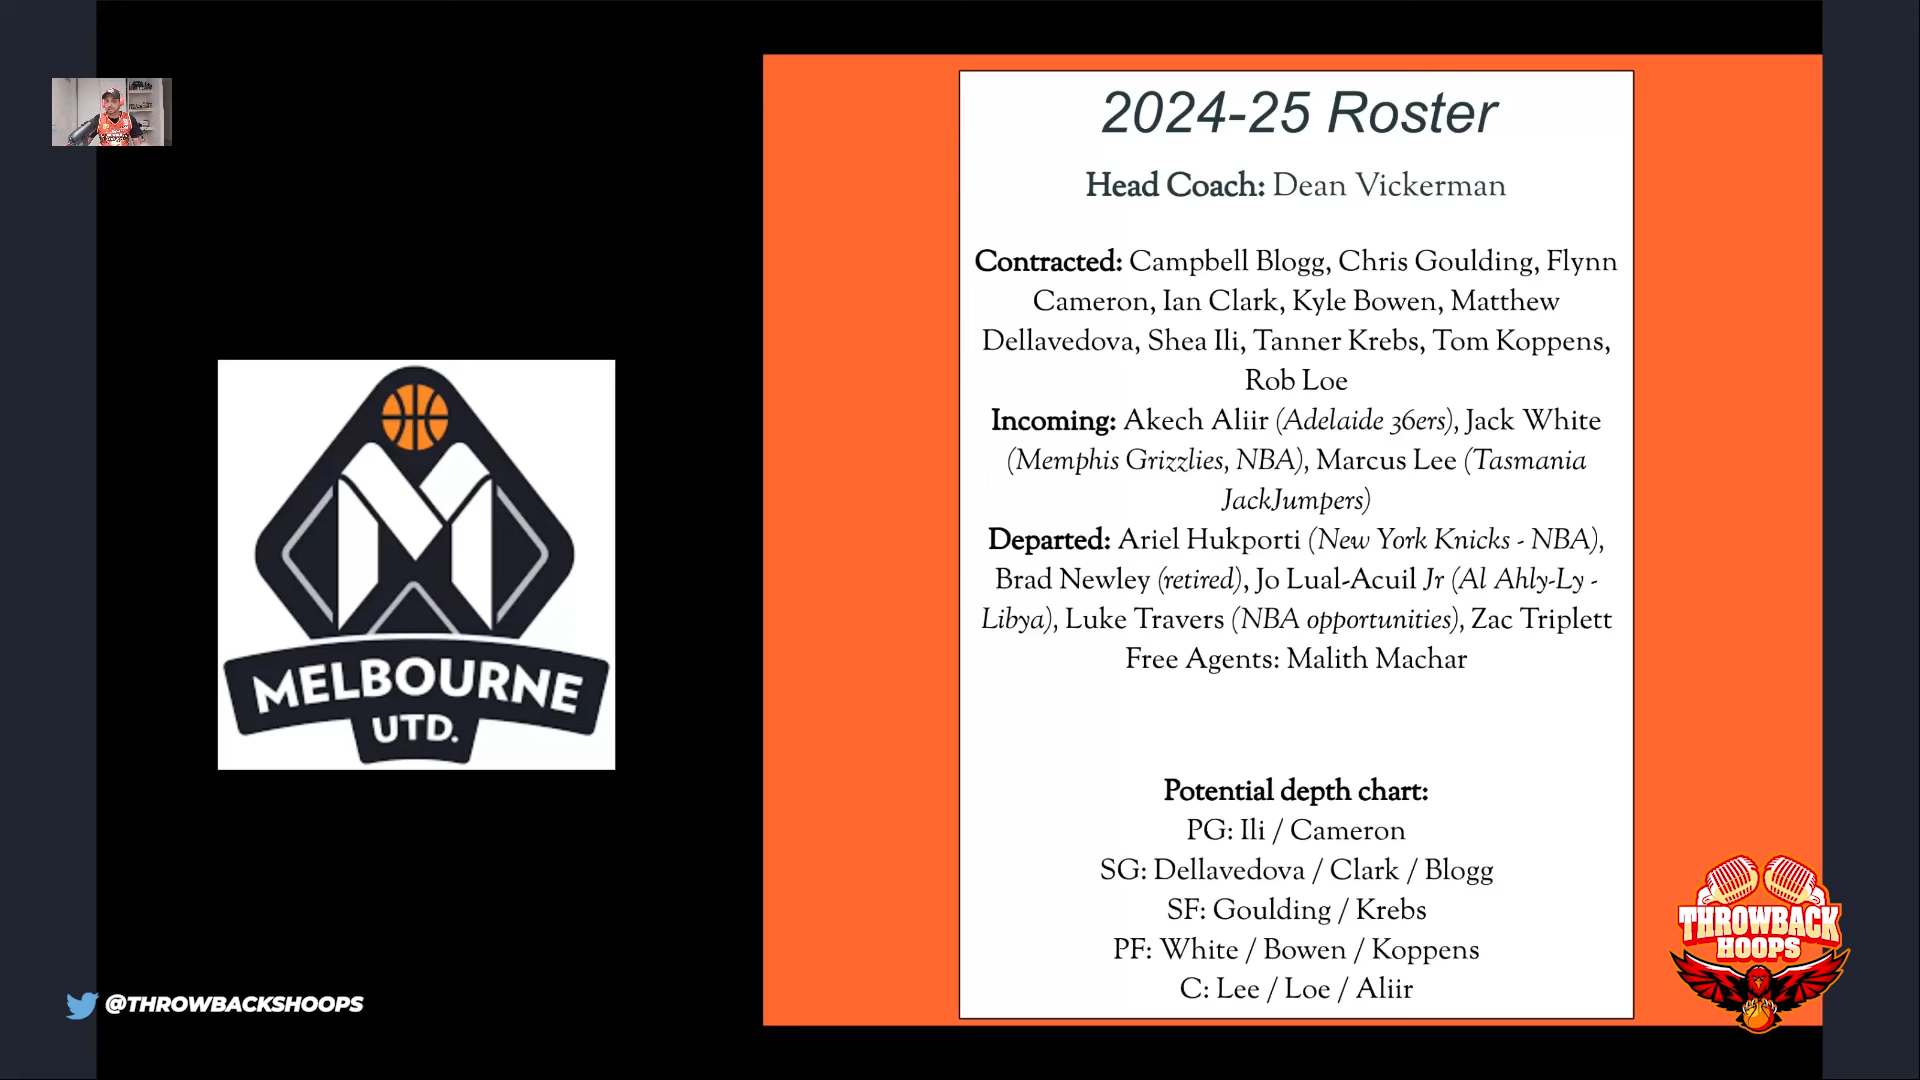 2024-25 Roster
Head Coach: Dean Vickerman
Contracted: Campbell Blogg, Chris Goulding, Flynn
Cameron, Ian Clark, Kyle Bowen, Matthew
Dellavedova, Shea Ili, Tanner Krebs, Tom Koppens,
Rob Loe
Incoming: Akech Aliir (Adelaide 36ers), Jack White
(Memphis Grizzlies, NBA), Marcus Lee (Tasmania
JackJumpers)
Departed: Ariel Hukporti (New York Knicks - NBA),
Brad Newley (retired), Jo Lual-Acuil Jr (Al Ahly-Ly -
Libya), Luke Travers (NBA opportunities), Zac Triplett
Free Agents: Malith Machar
Potential depth chart:
PG: Ili / Cameron
SG: Dellavedova / Clark / Blogg
SF: Goulding / Krebs
PF: White / Bowen / Koppens
C: Lee / Loe / Aliir
MELBOURNE
UTD.
@THROWBACKSHOOPS
THROWBACK
HOOPS